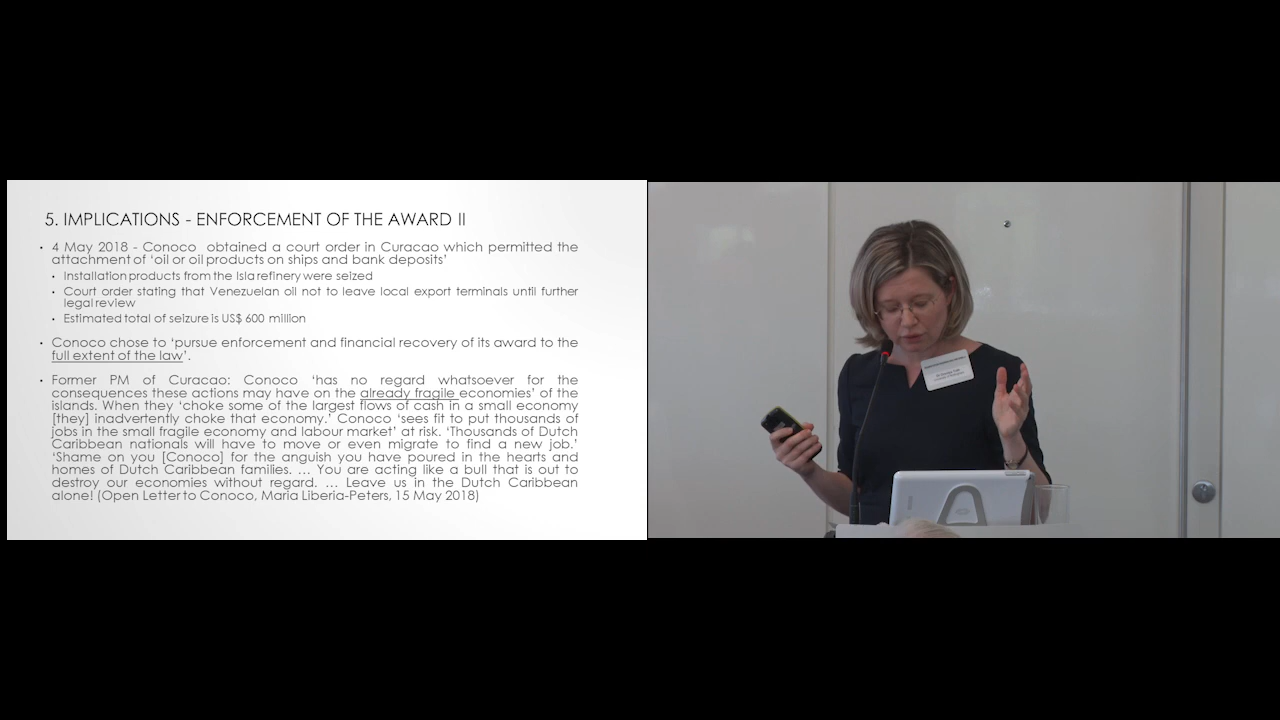 5. IMPLICATIONS - ENFORCEMENT OF THE AWARD II
• 4 May 2018 - Conoco obtained a court order in Curacao which permitted the
attachment of 'oil or oil products on ships and bank deposits'
• Installation products from the Isla refinery were seized
• Court order stating that Venezuelan oil not to leave local export terminals until further
legal review
• Estimated total of seizure is US$ 600 million
• Conoco chose to 'pursue enforcement and financial recovery of its award to the
full extent of the law'.
• Former PM of Curacao: Conoco 'has no regard whatsoever for the
consequences these actions may have on the already fragile economies' of the
islands. When they 'choke some of the largest flows of cash in a small economy
[they] inadvertently choke that economy.' Conoco 'sees fit to put thousands of
jobs in the small fragile economy and labour market' at risk. 'Thousands of Dutch
Caribbean nationals will have to move or even migrate to find a new job.'
'Shame on you [Conoco] for the anguish you have poured in the hearts and
homes of Dutch Caribbean families. … You are acting like a bull that is out to
destroy our economies without regard' … Leave us in the Dutch Caribbean
alone! (Open Letter to Conoco, Maria Liberia-Peters, 15 May 2018)